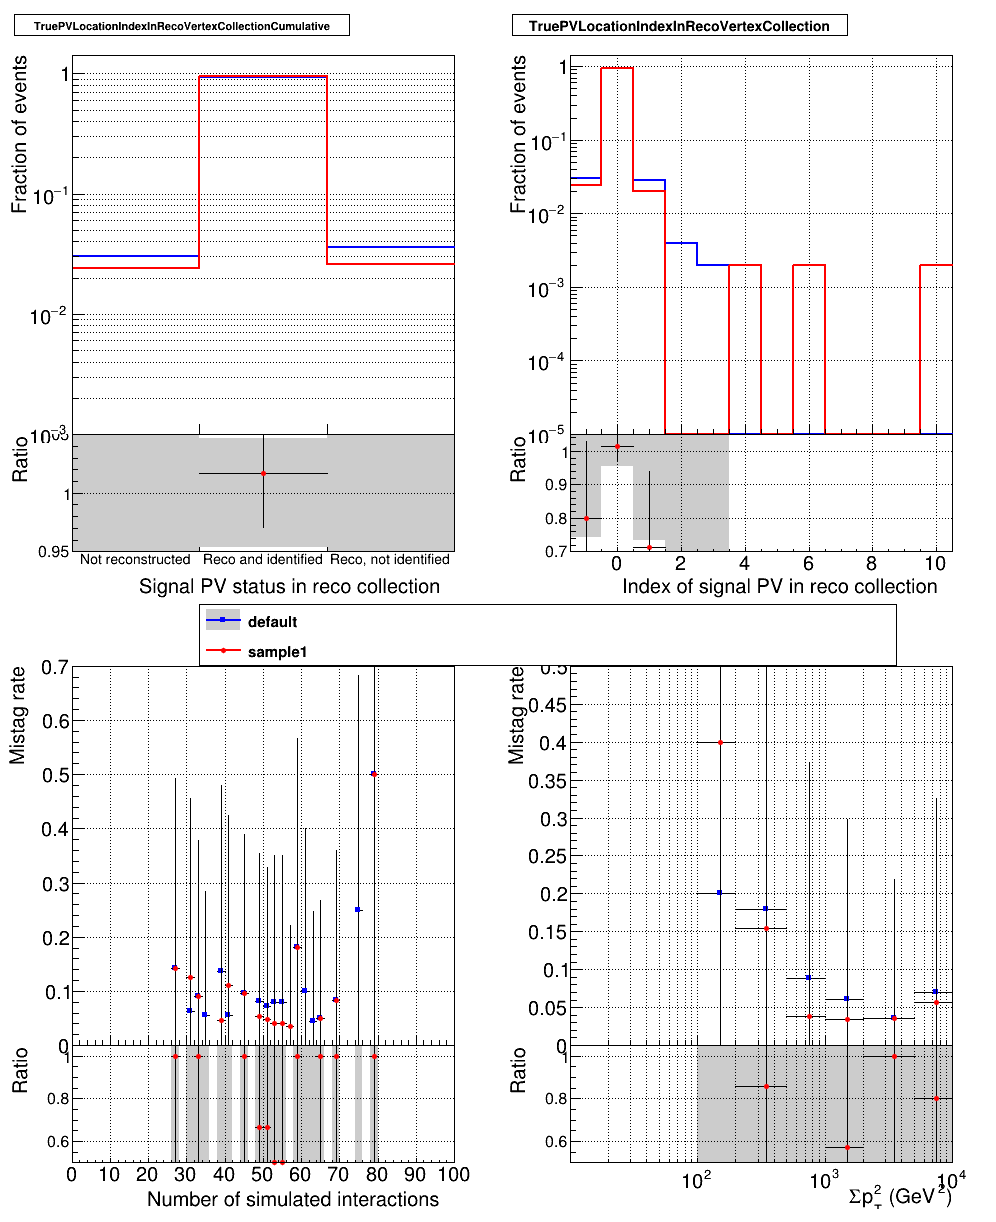 TruePVLocationIndexInRecoVertexCollectionCumulative
Fraction of events
1
10⁻¹
10⁻²
10⁻³
Ratio
1
0.95
Not reconstructed
Reco and identified
Reco, not identified
Signal PV status in reco collection
TruePVLocationIndexInRecoVertexCollection
Fraction of events
1
10⁻¹
10⁻²
10⁻³
10⁻⁴
10⁻⁵
Ratio
1
0.9
0.8
0.7
0 2 4 6 8 10
Index of signal PV in reco collection
default
sample1
Mistag rate
0.7
0.6
0.5
0.4
0.3
0.2
0.1
0
Ratio
1
0.8
0.6
0 10 20 30 40 50 60 70 80 90 100
Number of simulated interactions
Mistag rate
0.5
0.45
0.4
0.35
0.3
0.25
0.2
0.15
0.1
0.05
0
Ratio
1
0.8
0.6
10² 10³ 10⁴
Σp²_T (GeV²)